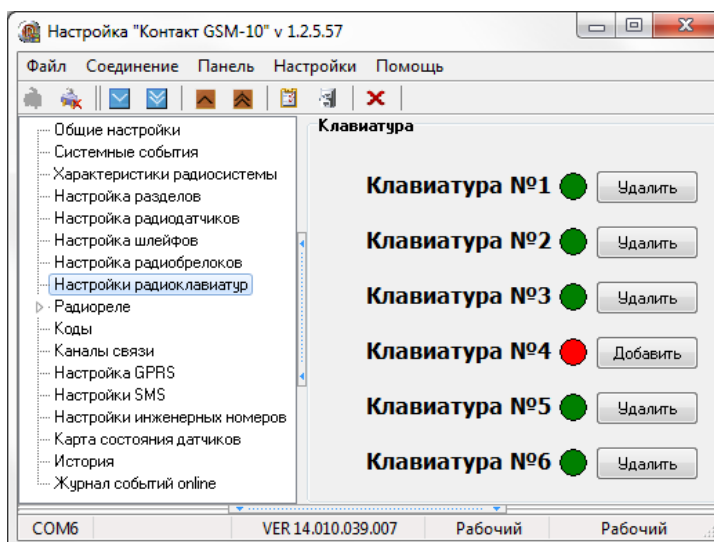 Настройка "Контакт GSM-10" v 1.2.5.57
Файл Соединение Панель Настройки Помощь
Общие настройки
Системные события
Характеристики радиосистемы
Настройка разделов
Настройка радиодатчиков
Настройка шлейфов
Настройка радиобрелоков
Настройки радиоклавиатур
Радиореле
Коды
Каналы связи
Настройка GPRS
Настройки SMS
Настройки инженерных номеров
Карта состояния датчиков
История
Журнал событий online
Клавиатура
Клавиатура №1 Удалить
Клавиатура №2 Удалить
Клавиатура №3 Удалить
Клавиатура №4 Добавить
Клавиатура №5 Удалить
Клавиатура №6 Удалить
COM6 VER 14.010.039.007 Рабочий Рабочий